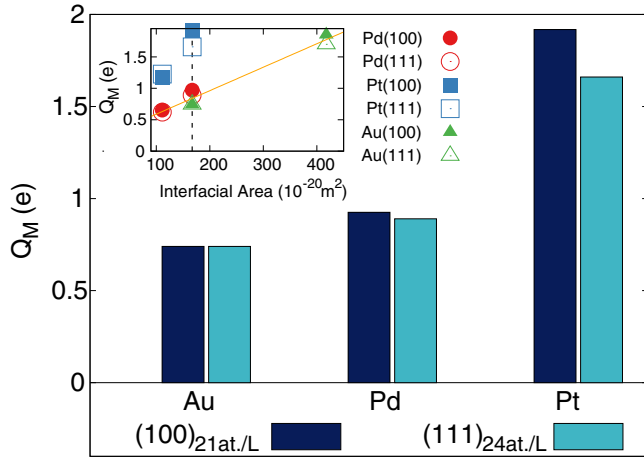 2
1.5
1
0.5
0
Q_M (e)
Au
Pd
Pt
(100)_21at./L
(111)_24at./L
1.5
1
0.5
0
Q_M (e)
100
200
300
400
Interfacial Area (10^-20 m^2)
Pd(100)
Pd(111)
Pt(100)
Pt(111)
Au(100)
Au(111)